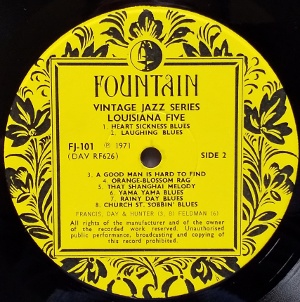 FOUNTAIN
VINTAGE JAZZ SERIES
LOUISIANA FIVE
1. HEART SICKNESS BLUES
2. LAUGHING BLUES
FJ-101 ℗ 1971
(DAV RF626) SIDE 2
3. A GOOD MAN IS HARD TO FIND
4. ORANGE-BLOSSOM RAG
5. THAT SHANGHAI MELODY
6. YAMA YAMA BLUES
7. RAINY DAY BLUES
8. CHURCH ST. SOBBIN' BLUES
FRANCIS, DAY & HUNTER (3, 5) FELDMAN (6)
All rights of the manufacturer and of the owner
of the recorded work reserved. Unauthorised
public performance, broadcasting and copying of
this record prohibited.